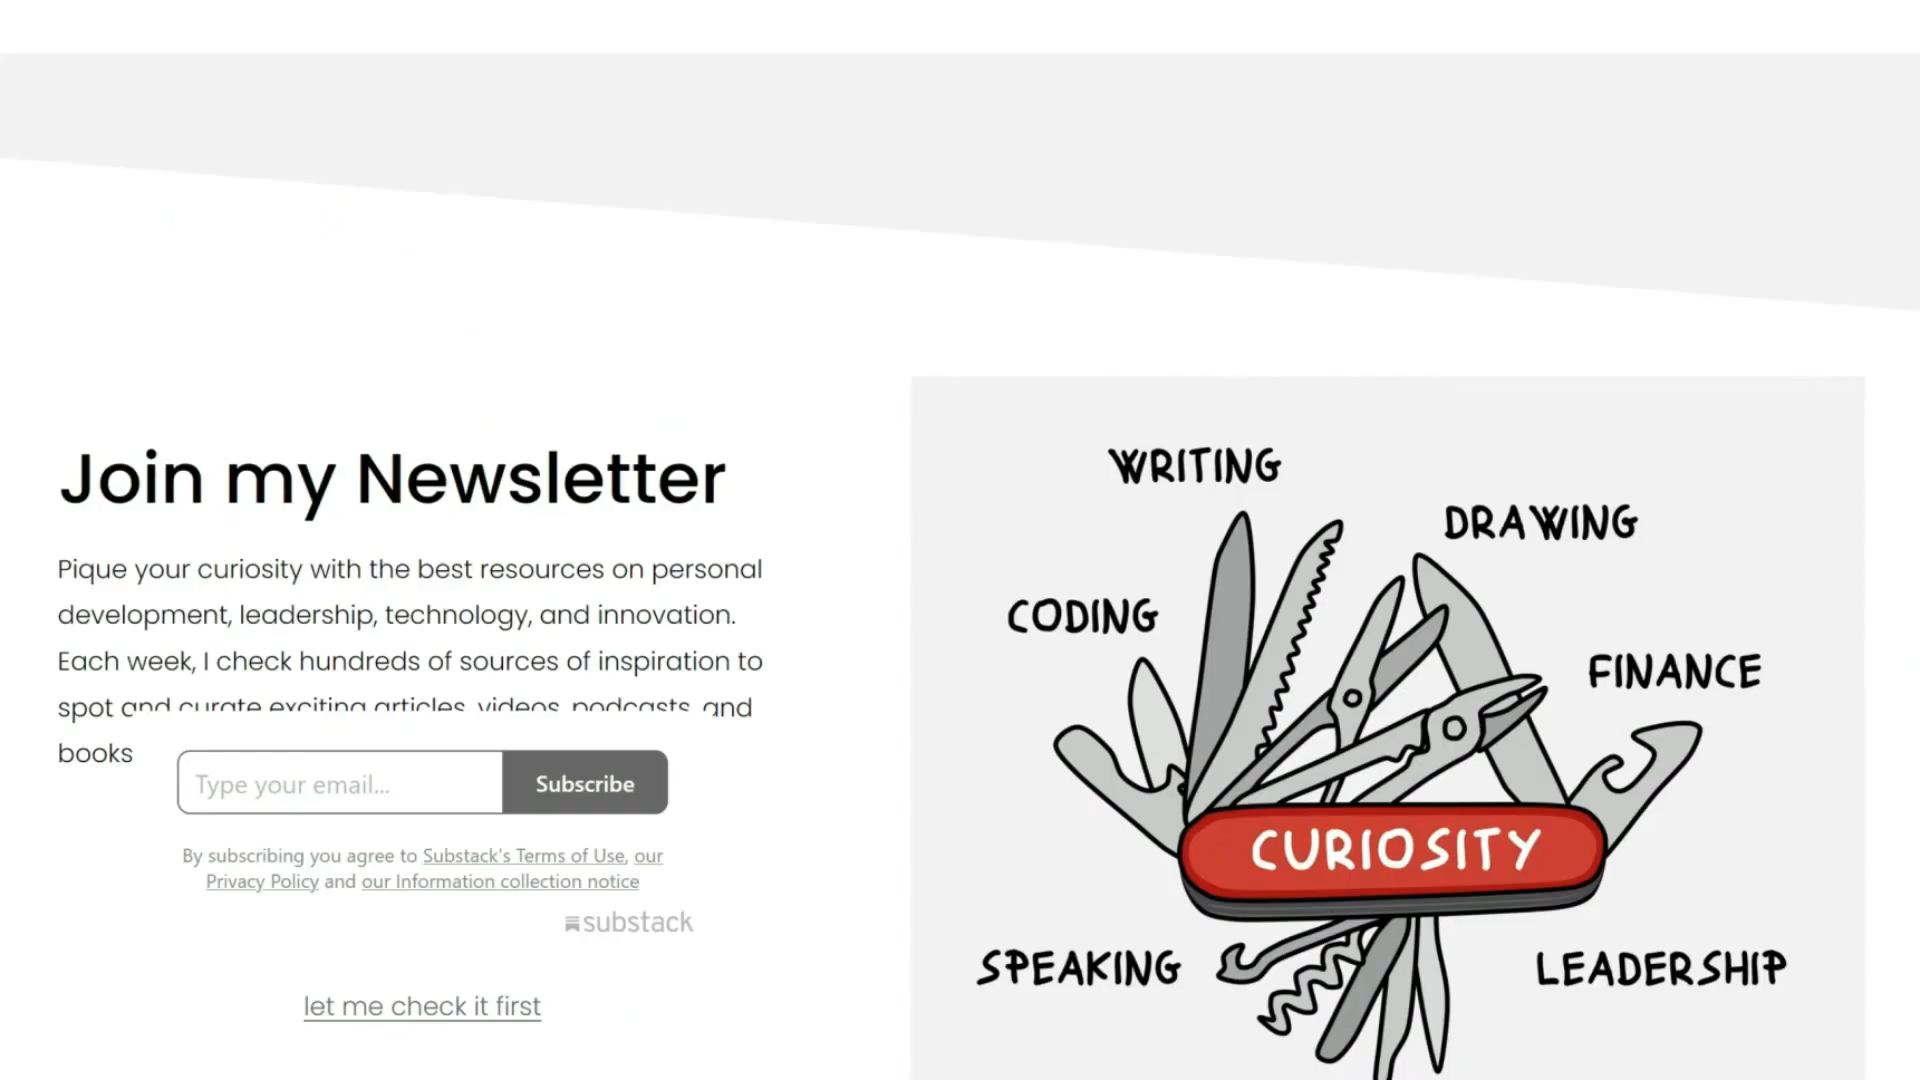 Join my Newsletter
Pique your curiosity with the best resources on personal
development, leadership, technology, and innovation.
Each week, I check hundreds of sources of inspiration to
spot and curate exciting articles, videos, podcasts, and
books
Type your email...
Subscribe
By subscribing you agree to Substack's Terms of Use, our
Privacy Policy and our Information collection notice
substack
let me check it first
WRITING
DRAWING
CODING
FINANCE
CURIOSITY
SPEAKING
LEADERSHIP